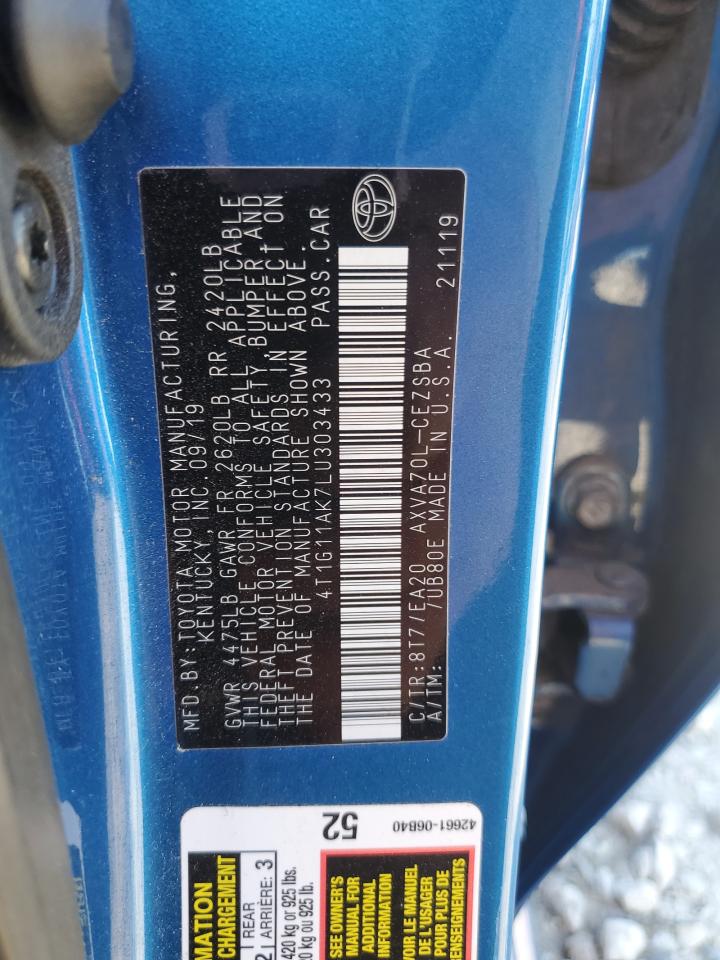 MFD. BY: TOYOTA MOTOR MANUFACTURING,
KENTUCKY, INC. 09/19
GVWR 4475LB GAWR FR 2620LB RR 2420LB
THIS VEHICLE CONFORMS TO ALL APPLICABLE
FEDERAL MOTOR VEHICLE SAFETY, BUMPER AND
THEFT PREVENTION STANDARDS IN EFFECT ON
THE DATE OF MANUFACTURE SHOWN ABOVE.
4T1G11AK7LU303433 PASS. CAR
C/TR: 8T7/EA20 AXVA70L-CEZSBA
A/TM: /UB80E MADE IN U.S.A. 21119
MATION
CHARGEMENT
REAR
2 ARRIÈRE: 3
420 kg or 925 lbs.
20 kg ou 925 lb.
52
SEE OWNER'S
MANUAL FOR
ADDITIONAL
INFORMATION
VOIR LE MANUEL
DE L'USAGER
POUR PLUS DE
RENSEIGNEMENTS
42661-06B40